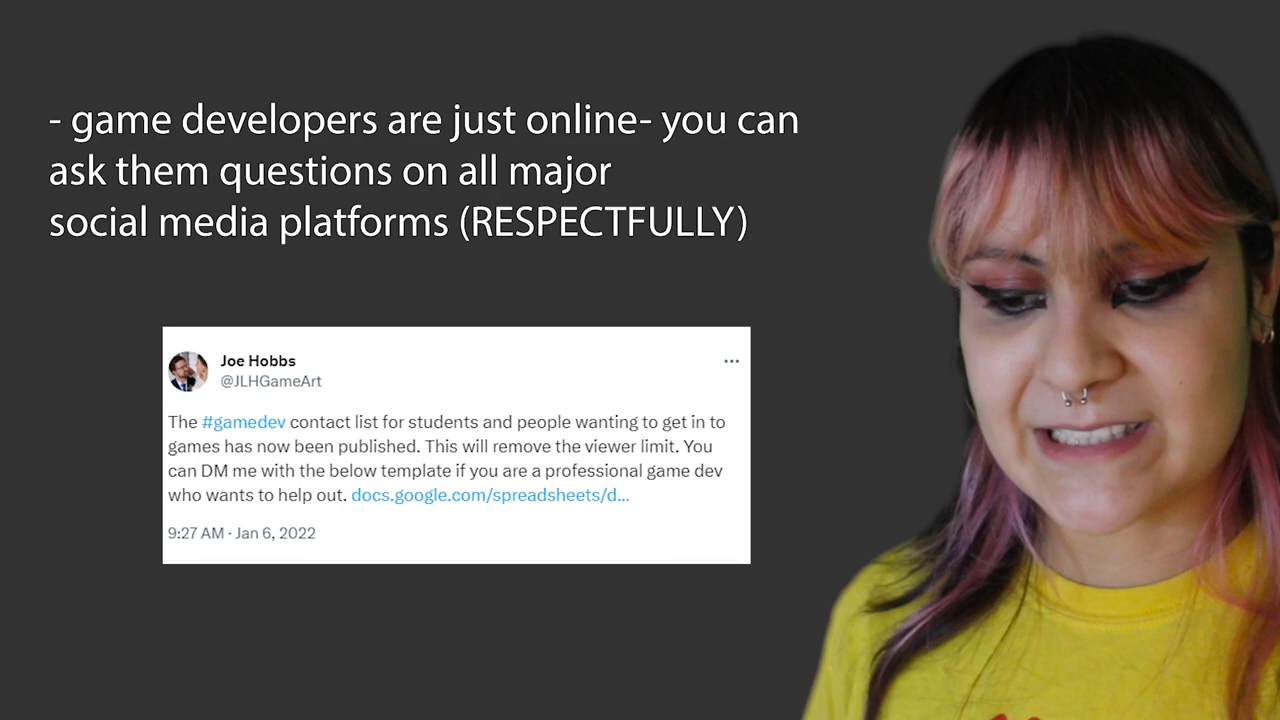 - game developers are just online- you can
ask them questions on all major
social media platforms (RESPECTFULLY)
Joe Hobbs
@JLHGameArt
The #gamedev contact list for students and people wanting to get in to
games has now been published. This will remove the viewer limit. You
can DM me with the below template if you are a professional game dev
who wants to help out. docs.google.com/spreadsheets/d...
9:27 AM · Jan 6, 2022